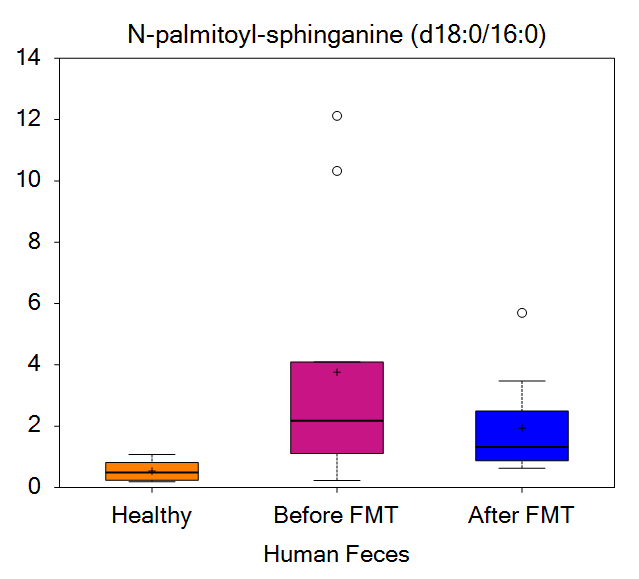 N-palmitoyl-sphinganine (d18:0/16:0)
14
12
10
8
6
4
2
0
Healthy Before FMT After FMT
Human Feces